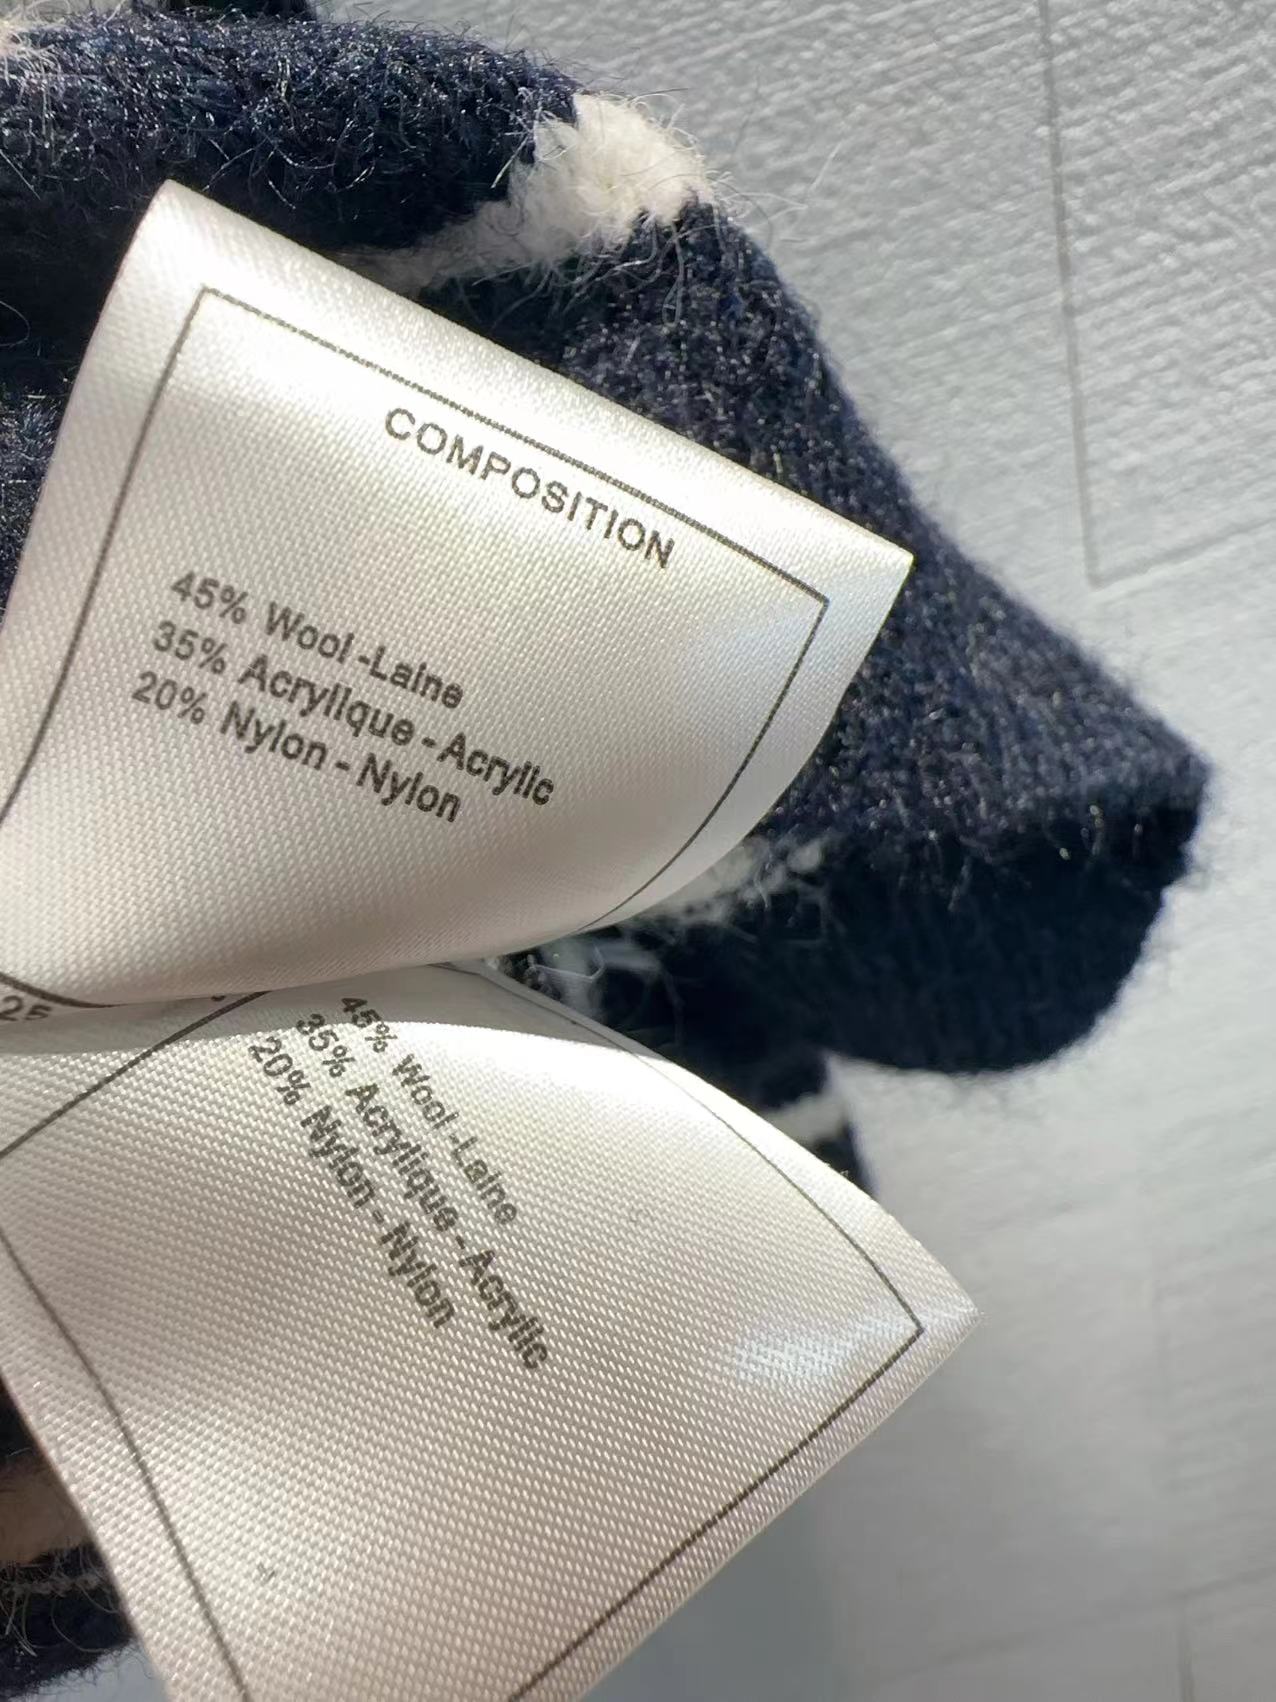 COMPOSITION
45% Wool -Laine
35% Acrylique - Acrylic
20% Nylon - Nylon
45% Wool -Laine
35% Acrylique - Acrylic
20% Nylon - Nylon